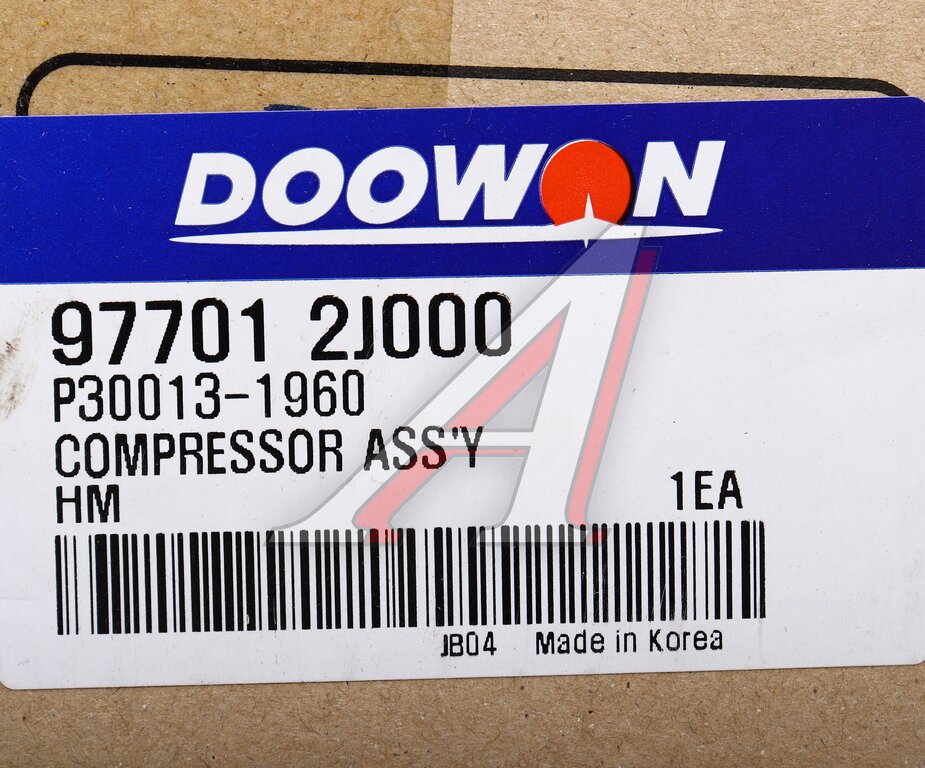 DOOWON
97701 2J000
P30013-1960
COMPRESSOR ASS'Y
HM 1EA
JB04 Made in Korea